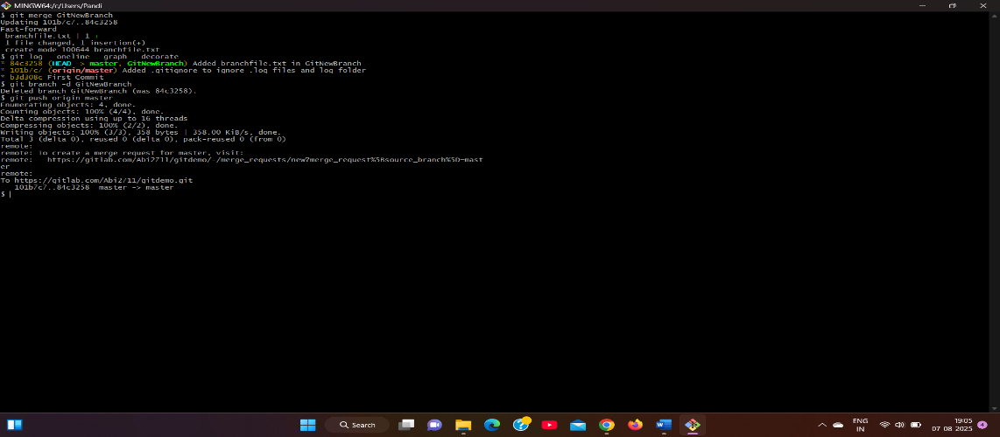 MINGW64:/c/Users/Pandi
$ git merge GitNewBranch
Updating 101b7c7..84c3258
Fast-forward
branchfile.txt | 1 +
1 file changed, 1 insertion(+)
create mode 100644 branchfile.txt
$ git log --oneline --graph --decorate
* 84c3258 (HEAD -> master, GitNewBranch) Added branchfile.txt in GitNewBranch
* 101b7c7 (origin/master) Added .gitignore to ignore .log files and log folder
* b3d308c First Commit
$ git branch -d GitNewBranch
Deleted branch GitNewBranch (was 84c3258).
$ git push origin master
Enumerating objects: 4, done.
Counting objects: 100% (4/4), done.
Delta compression using up to 16 threads
Compressing objects: 100% (2/2), done.
Writing objects: 100% (3/3), 358 bytes | 358.00 KiB/s, done.
Total 3 (delta 0), reused 0 (delta 0), pack-reused 0 (from 0)
remote:
remote: To create a merge request for master, visit:
remote: https://gitlab.com/Abi2711/gitdemo/-/merge_requests/new?merge_request%5Bsource_branch%5D=mast
er
remote:
To https://gitlab.com/Abi2711/gitdemo.git
101b7c7..84c3258 master -> master
$
Search
ENG
IN
19:05
07-08-2025
4